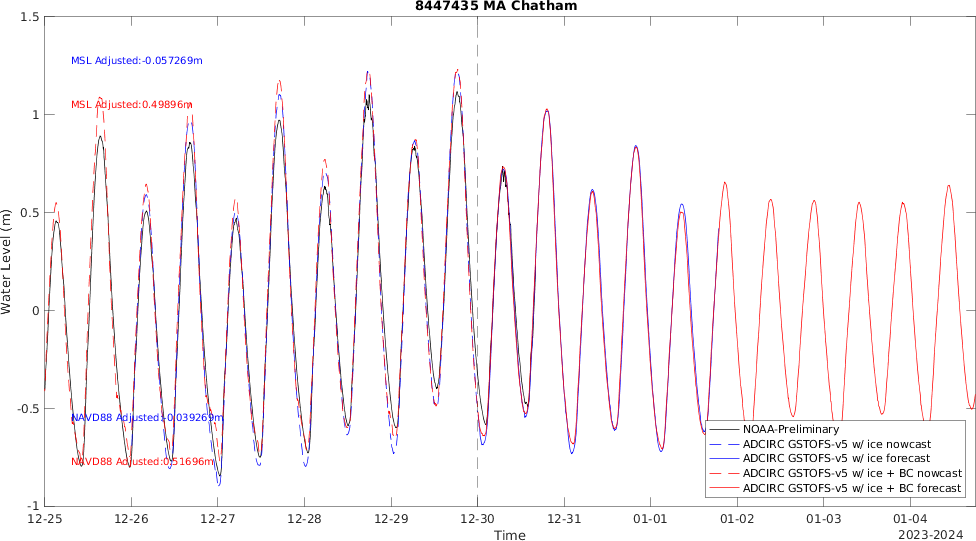 8447435 MA Chatham
1.5
MSL Adjusted:-0.057269m
MSL Adjusted:0.49896m
1
0.5
Water Level (m)
0
-0.5
NAVD88 Adjusted:-0.039269m
NAVD88 Adjusted:0.51696m
-1
NOAA-Preliminary
ADCIRC GSTOFS-v5 w/ ice nowcast
ADCIRC GSTOFS-v5 w/ ice forecast
ADCIRC GSTOFS-v5 w/ ice + BC nowcast
ADCIRC GSTOFS-v5 w/ ice + BC forecast
12-25 12-26 12-27 12-28 12-29 12-30 12-31 01-01 01-02 01-03 01-04
Time
2023-2024